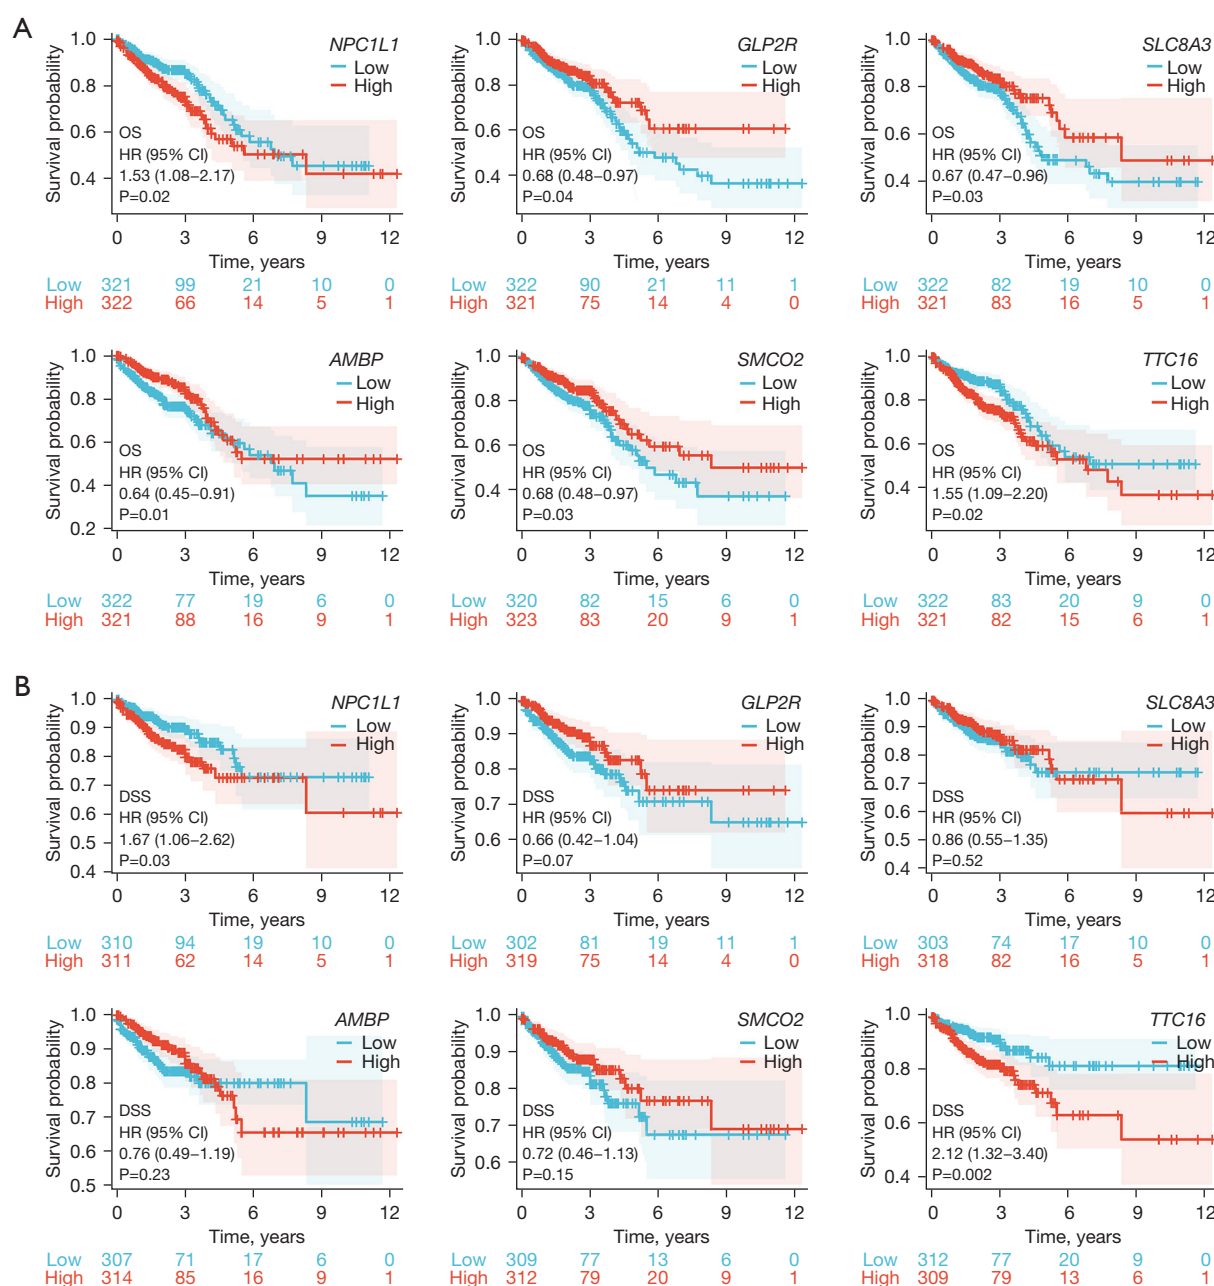 A
NPC1L1
Low
High
Survival probability
1.0
0.8
0.6
0.4
OS
HR (95% CI)
1.53 (1.08−2.17)
P=0.02
0 3 6 9 12
Time, years
Low 321 99 21 10 0
High 322 66 14 5 1
GLP2R
Low
High
Survival probability
1.0
0.8
0.6
0.4
OS
HR (95% CI)
0.68 (0.48−0.97)
P=0.04
0 3 6 9 12
Time, years
Low 322 90 21 11 1
High 321 75 14 4 0
SLC8A3
Low
High
Survival probability
1.0
0.8
0.6
0.4
OS
HR (95% CI)
0.67 (0.47−0.96)
P=0.03
0 3 6 9 12
Time, years
Low 322 82 19 10 0
High 321 83 16 5 1
AMBP
Low
High
Survival probability
1.0
0.8
0.6
0.4
0.2
OS
HR (95% CI)
0.64 (0.45−0.91)
P=0.01
0 3 6 9 12
Time, years
Low 322 77 19 6 0
High 321 88 16 9 1
SMCO2
Low
High
Survival probability
1.0
0.8
0.6
0.4
OS
HR (95% CI)
0.68 (0.48−0.97)
P=0.03
0 3 6 9 12
Time, years
Low 320 82 15 6 0
High 323 83 20 9 1
TTC16
Low
High
Survival probability
1.0
0.8
0.6
0.4
OS
HR (95% CI)
1.55 (1.09−2.20)
P=0.02
0 3 6 9 12
Time, years
Low 322 83 20 9 0
High 321 82 15 6 1
B
NPC1L1
Low
High
Survival probability
1.0
0.9
0.8
0.7
0.6
0.5
0.4
DSS
HR (95% CI)
1.67 (1.06−2.62)
P=0.03
0 3 6 9 12
Time, years
Low 310 94 19 10 0
High 311 62 14 5 1
GLP2R
Low
High
Survival probability
1.0
0.9
0.8
0.7
0.6
DSS
HR (95% CI)
0.66 (0.42−1.04)
P=0.07
0 3 6 9 12
Time, years
Low 302 81 19 11 1
High 319 75 14 4 0
SLC8A3
Low
High
Survival probability
1.0
0.9
0.8
0.7
0.6
0.5
0.4
DSS
HR (95% CI)
0.86 (0.55−1.35)
P=0.52
0 3 6 9 12
Time, years
Low 303 74 17 10 0
High 318 82 16 5 1
AMBP
Low
High
Survival probability
1.0
0.9
0.8
0.7
0.6
0.5
DSS
HR (95% CI)
0.76 (0.49−1.19)
P=0.23
0 3 6 9 12
Time, years
Low 307 71 17 6 0
High 314 85 16 9 1
SMCO2
Low
High
Survival probability
1.0
0.9
0.8
0.7
0.6
DSS
HR (95% CI)
0.72 (0.46−1.13)
P=0.15
0 3 6 9 12
Time, years
Low 309 77 13 6 0
High 312 79 20 9 1
TTC16
Low
High
Survival probability
1.0
0.8
0.6
0.4
DSS
HR (95% CI)
2.12 (1.32−3.40)
P=0.002
0 3 6 9 12
Time, years
Low 312 77 20 9 0
High 309 79 13 6 1